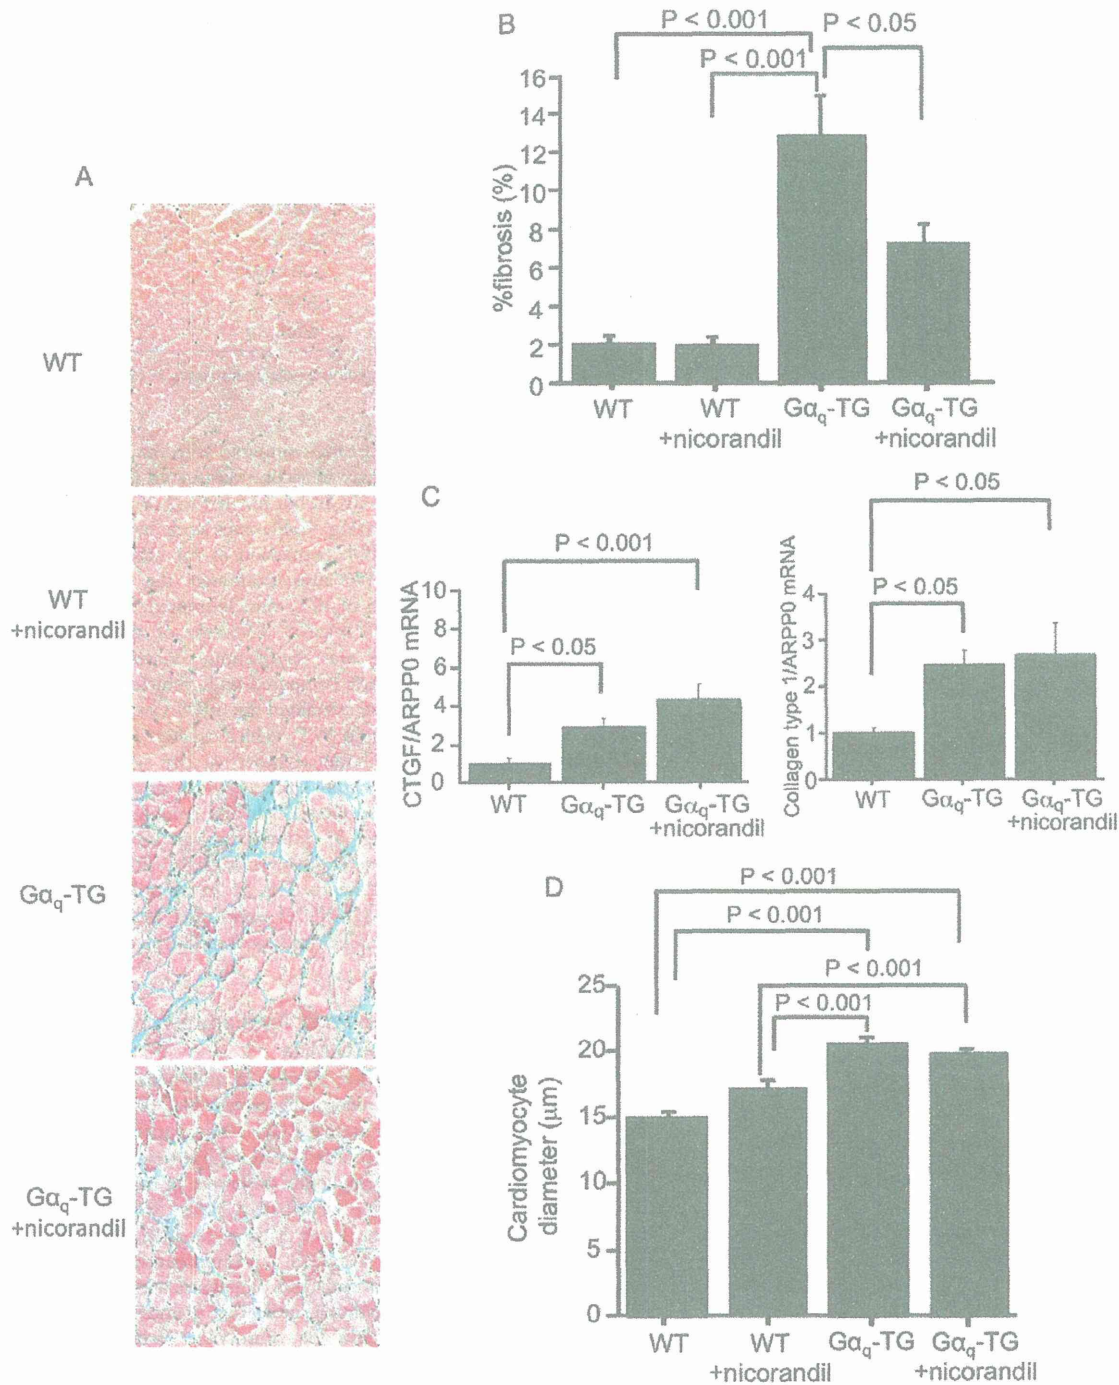 A
WT
WT
+nicorandil
Gαq-TG
Gαq-TG
+nicorandil
B
P < 0.001
P < 0.05
P < 0.001
%fibrosis (%)
16
14
12
10
8
6
4
2
0
WT
WT
+nicorandil
Gαq-TG
Gαq-TG
+nicorandil
C
P < 0.001
P < 0.05
CTGF/ARPP0 mRNA
10
8
6
4
2
0
WT
Gαq-TG
Gαq-TG
+nicorandil
P < 0.05
P < 0.05
Collagen type 1/ARPP0 mRNA
4
3
2
1
0
WT
Gαq-TG
Gαq-TG
+nicorandil
D
P < 0.001
P < 0.001
P < 0.001
P < 0.001
Cardiomyocyte
diameter (μm)
25
20
15
10
5
0
WT
WT
+nicorandil
Gαq-TG
Gαq-TG
+nicorandil